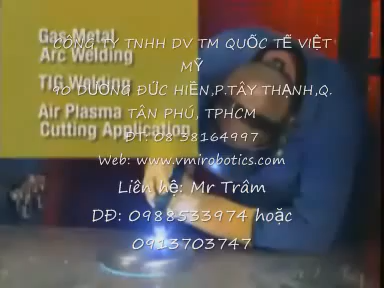 Gas Metal
Arc Welding
TIG Welding
Air Plasma
Cutting Application
CÔNG TY TNHH DV TM QUỐC TẾ VIỆT
MỸ
90 DƯƠNG ĐỨC HIỀN,P.TÂY THẠNH,Q.
TÂN PHÚ, TPHCM
ĐT: 08 38164997
Web: www.vmirobotics.com
Liên hệ: Mr Trâm
DĐ: 0988533974 hoặc
0913703747